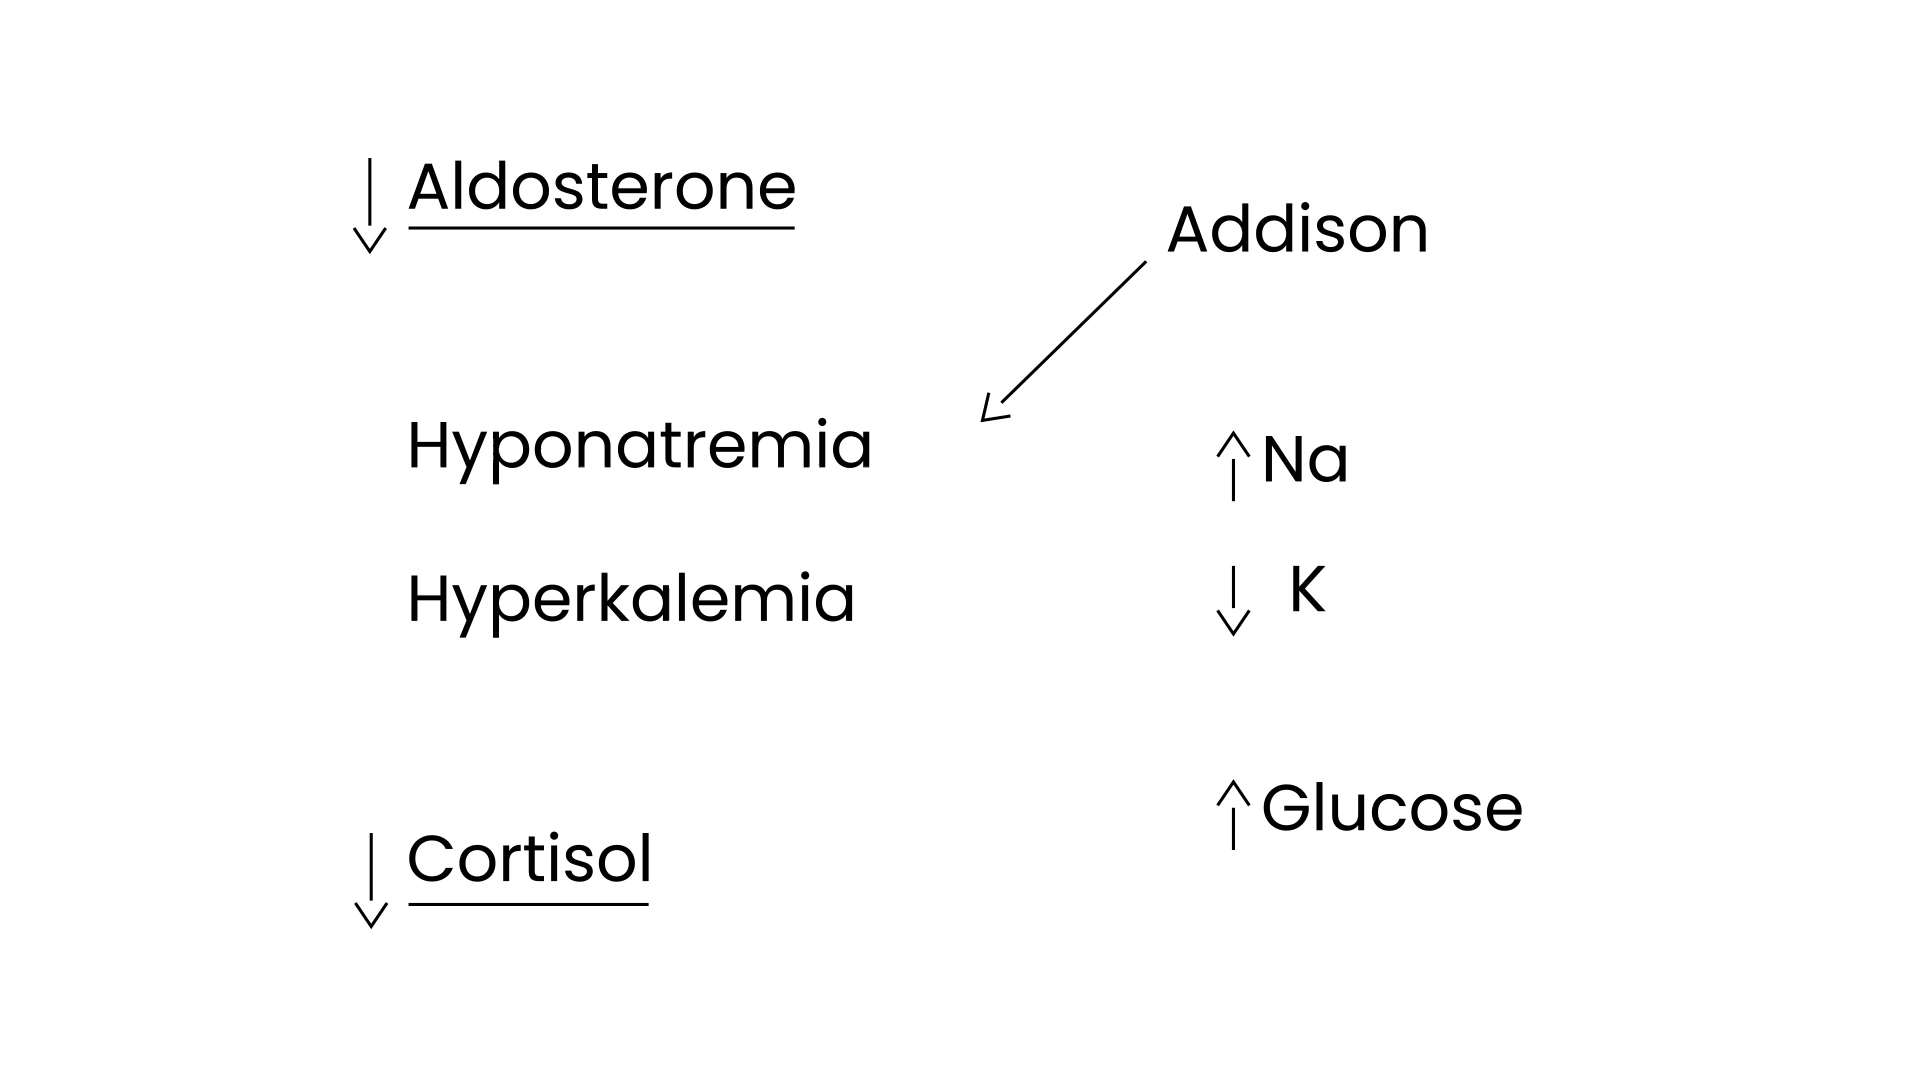 ↓ Aldosterone
Addison
Hyponatremia
↑ Na
Hyperkalemia
↓ K
↑ Glucose
↓ Cortisol